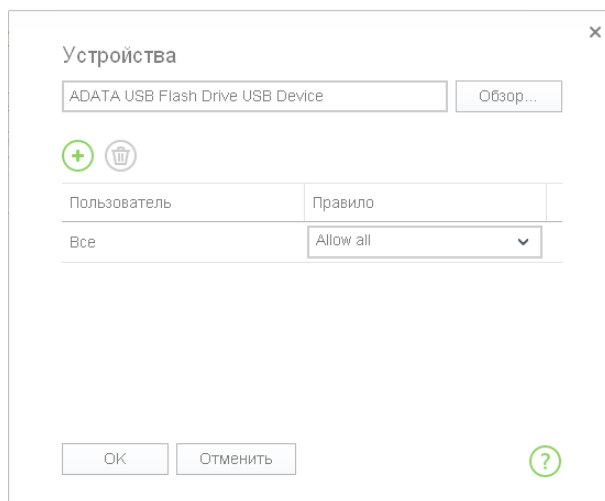 Устройства
ADATA USB Flash Drive USB Device
Обзор...
Пользователь Правило
Все Allow all
OK Отменить
?